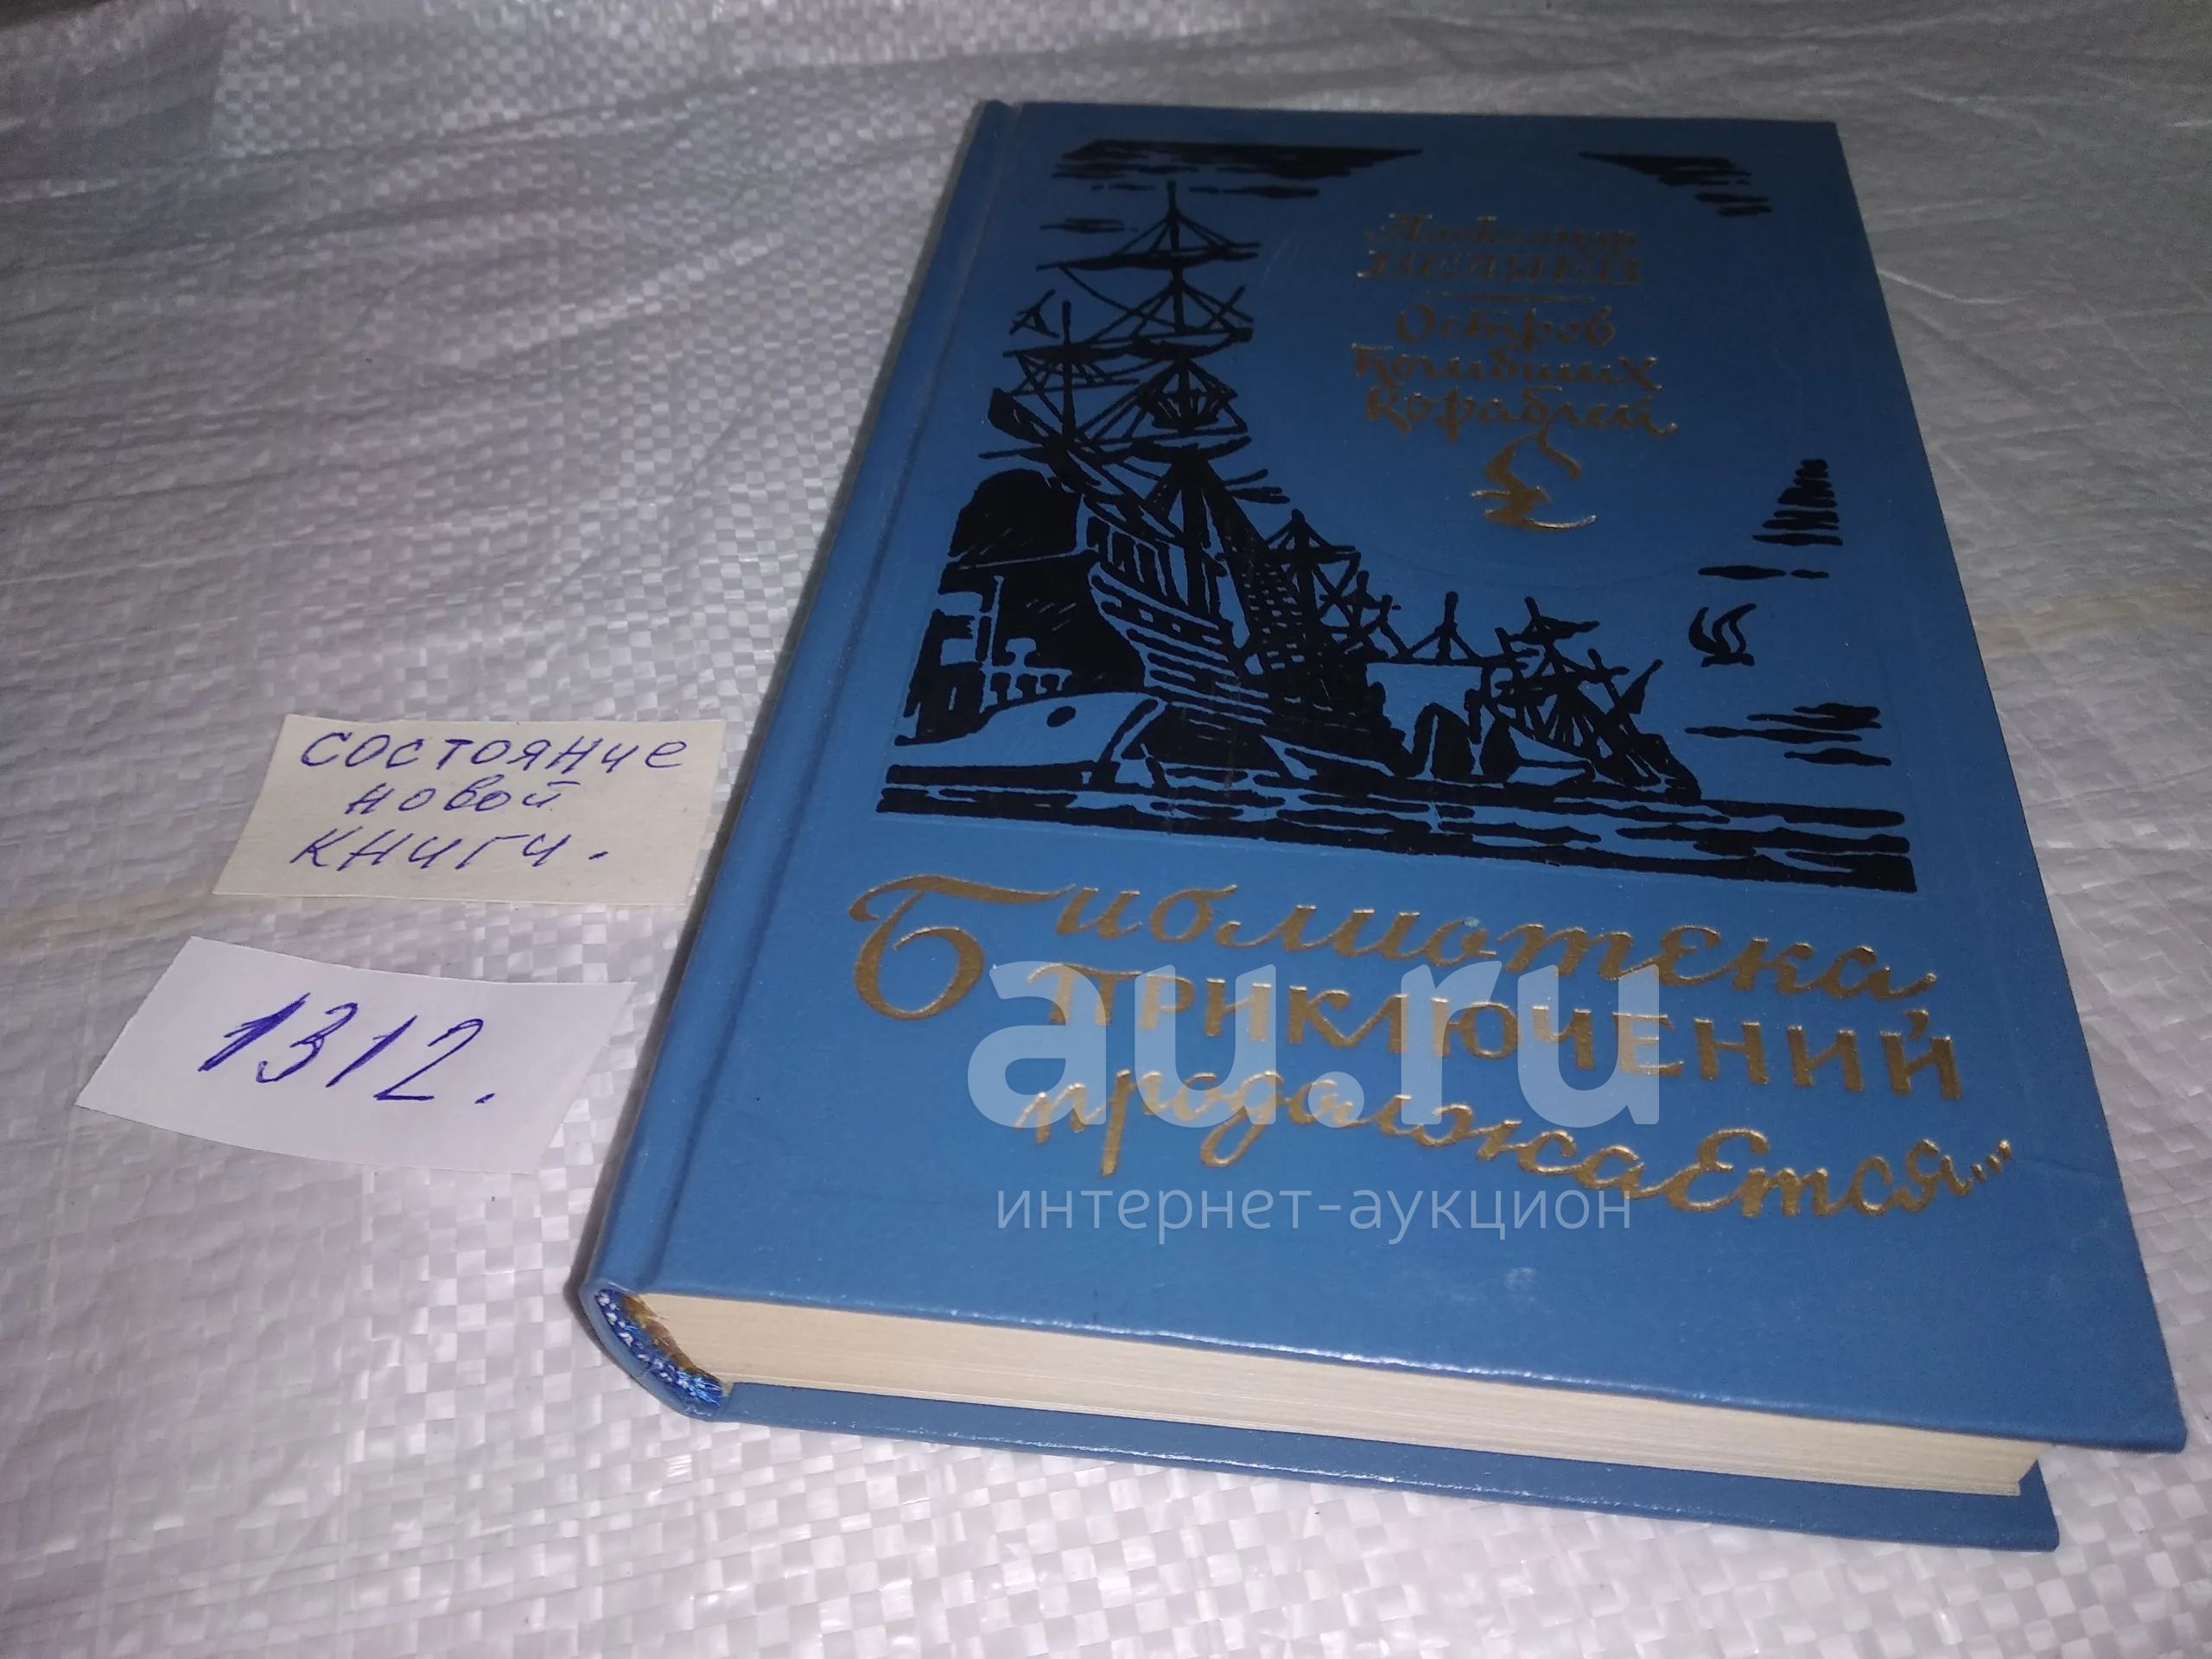 Александр
БЕЛЯЕВ
Остров
Погибших
Кораблей
Библиотека
ПРИКЛЮЧЕНИЙ
продолжается...
состояние
новой
книги.
1312.
au.ru
интернет-аукцион